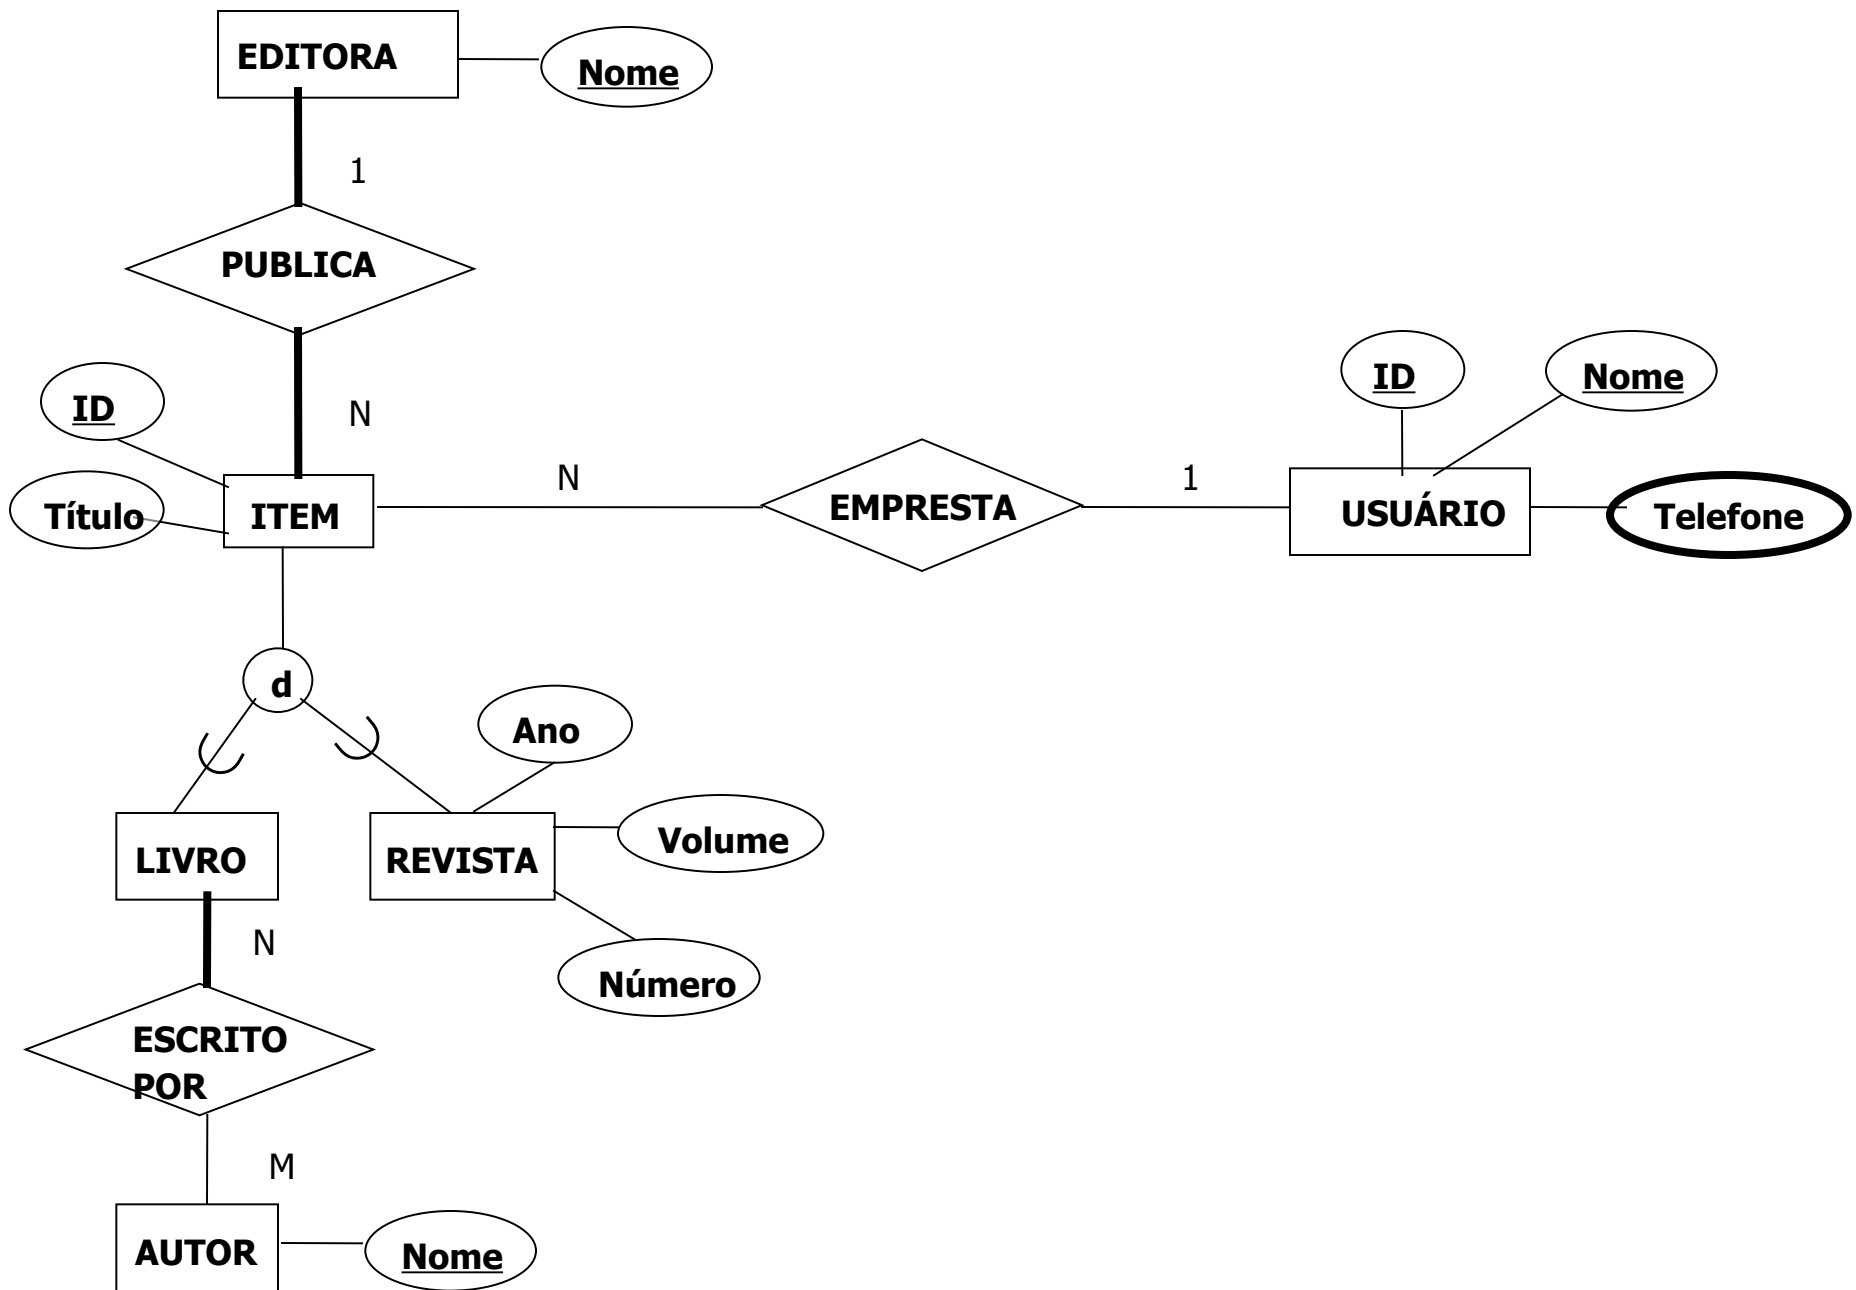 EDITORA
Nome
1
PUBLICA
N
ID
Título
ITEM
N
EMPRESTA
1
ID
Nome
USUÁRIO
Telefone
d
Ano
Volume
Número
LIVRO
REVISTA
N
ESCRITO
POR
M
AUTOR
Nome